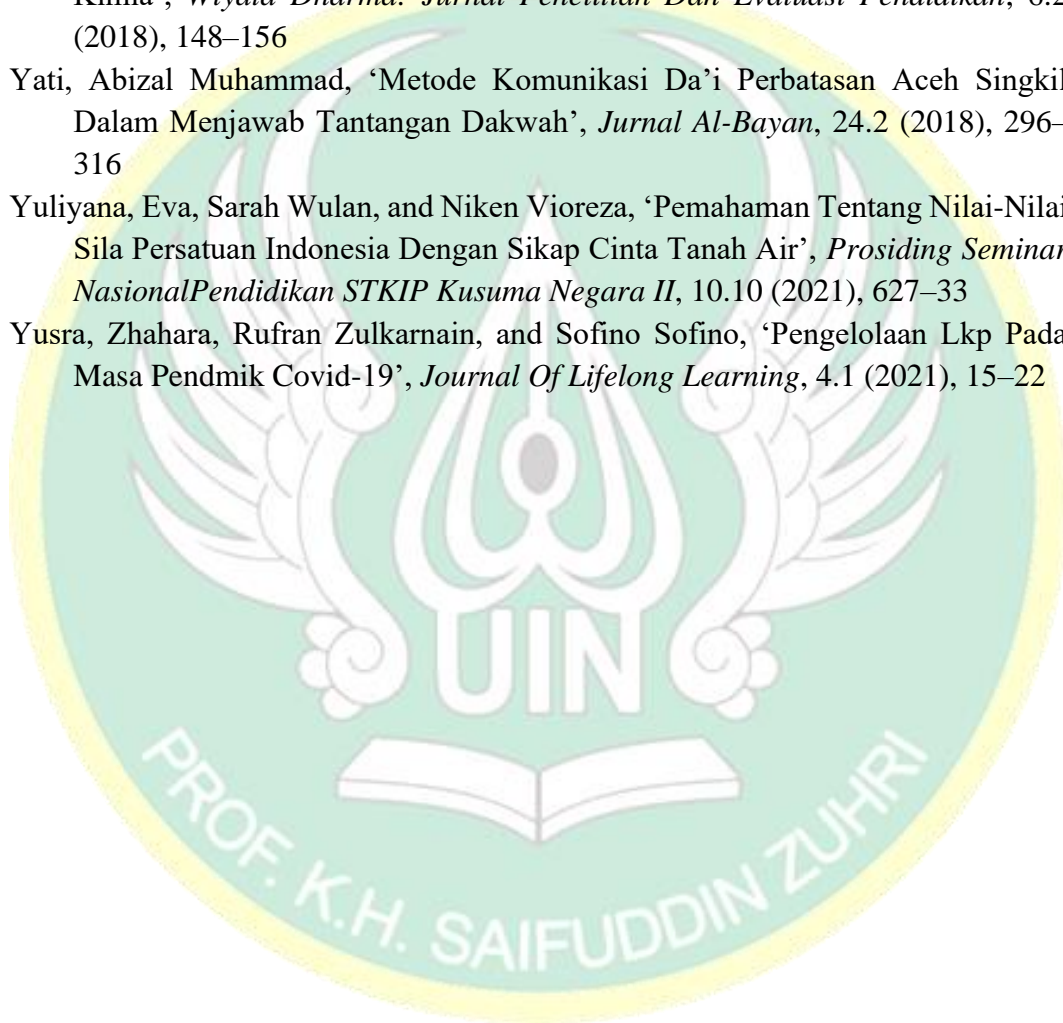 Kimia', Wiyata Dharma: Jurnal Penelitian Dan Evaluasi Pendidikan, 6.2
(2018), 148–156
Yati, Abizal Muhammad, ‘Metode Komunikasi Da’i Perbatasan Aceh Singkil
Dalam Menjawab Tantangan Dakwah’, Jurnal Al-Bayan, 24.2 (2018), 296–
316
Yuliyana, Eva, Sarah Wulan, and Niken Vioreza, ‘Pemahaman Tentang Nilai-Nilai
Sila Persatuan Indonesia Dengan Sikap Cinta Tanah Air’, Prosiding Seminar
NasionalPendidikan STKIP Kusuma Negara II, 10.10 (2021), 627–33
Yusra, Zhahara, Rufran Zulkarnain, and Sofino Sofino, ‘Pengelolaan Lkp Pada
Masa Pendmik Covid-19’, Journal Of Lifelong Learning, 4.1 (2021), 15–22
UIN
PROF. K.H. SAIFUDDIN ZUHRI